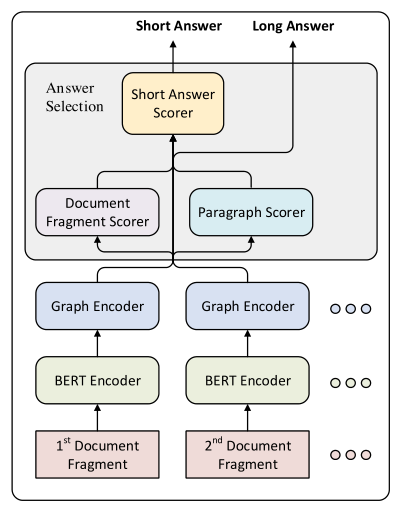 Short Answer
Long Answer
Answer
Selection
Short Answer
Scorer
Document
Fragment Scorer
Paragraph Scorer
Graph Encoder
Graph Encoder
BERT Encoder
BERT Encoder
1st Document
Fragment
2nd Document
Fragment